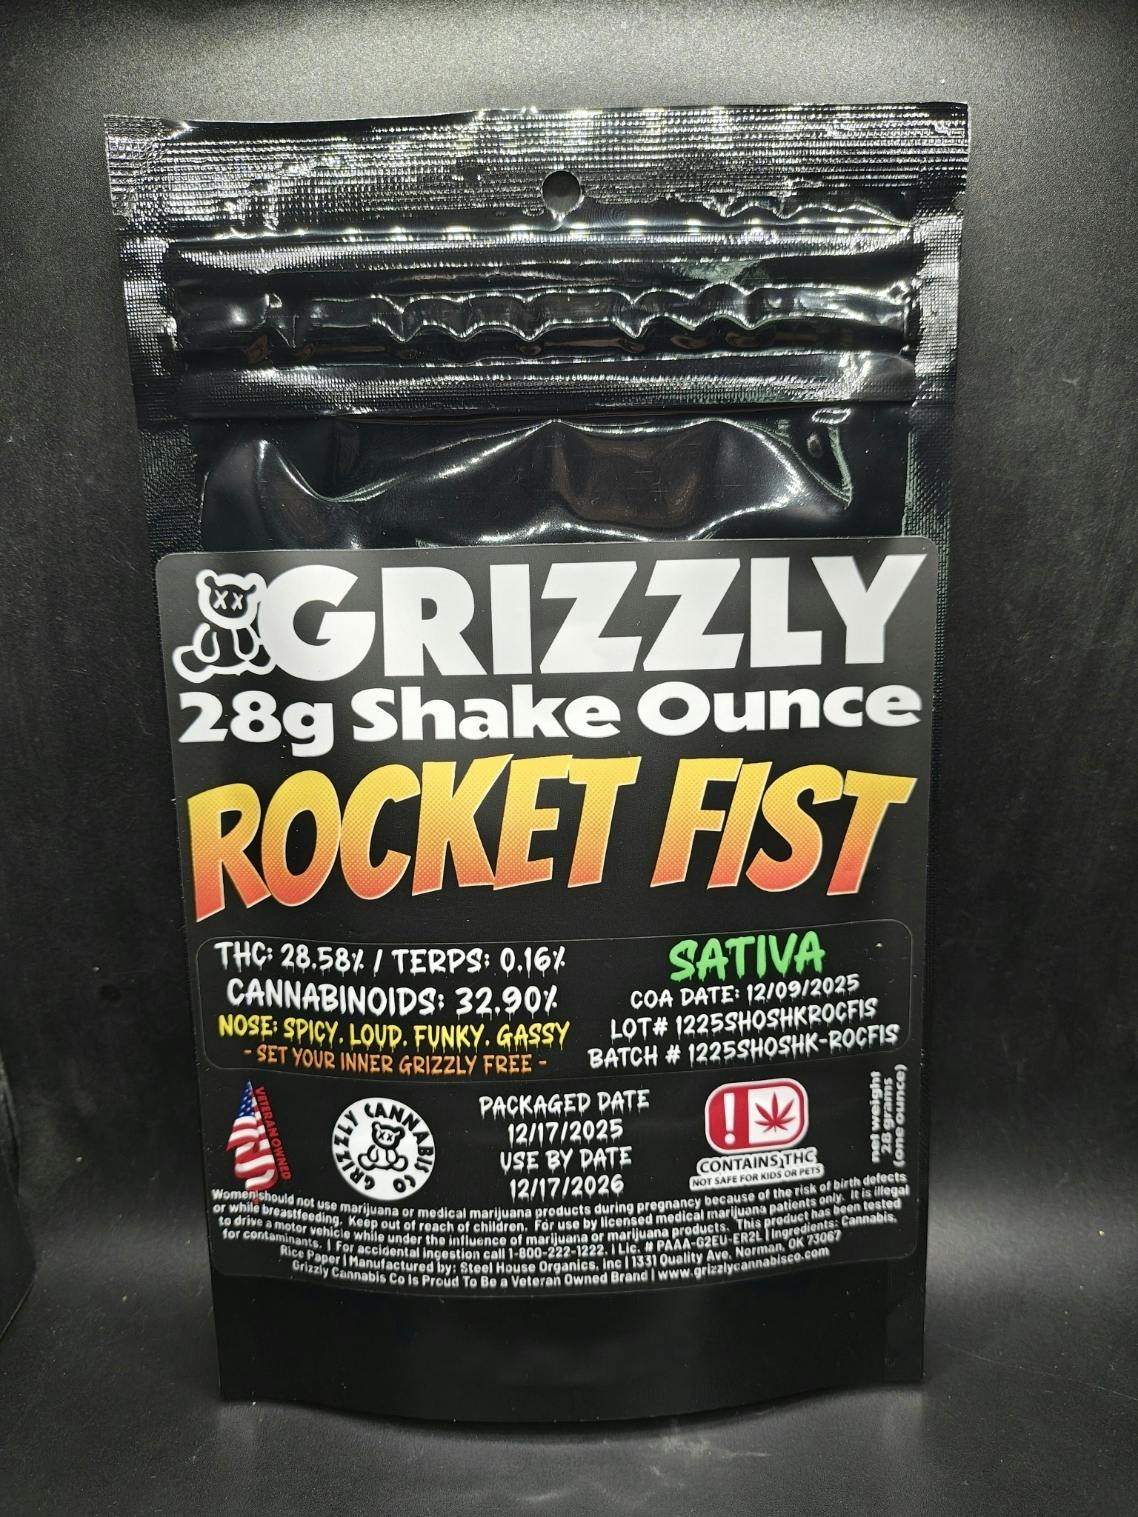 GRIZZLY
28g Shake Ounce
ROCKET FIST
THC: 28.58% / TERPS: 0.16%
CANNABINOIDS: 32.90%
NOSE: SPICY. LOUD. FUNKY. GASSY
- SET YOUR INNER GRIZZLY FREE -
SATIVA
COA DATE: 12/09/2025
LOT# 1225SHOSHKROCFIS
BATCH # 1225SHOSHK-ROCFIS
VETERAN OWNED
GRIZZLY CANNABIS CO
PACKAGED DATE
12/17/2025
USE BY DATE
12/17/2026
CONTAINS THC
NOT SAFE FOR KIDS OR PETS
net weight
28 grams
(one ounce)
Women should not use marijuana or medical marijuana products during pregnancy because of the risk of birth defects
or while breastfeeding. Keep out of reach of children. For use by licensed medical marijuana patients only. It is illegal
to drive a motor vehicle while under the influence of marijuana or marijuana products. This product has been tested
for contaminants. | For accidental ingestion call 1-800-222-1222. | Lic. # PAAA-G2EU-ER2L | Ingredients: Cannabis,
Rice Paper | Manufactured by: Steel House Organics, Inc | 1331 Quality Ave, Norman, OK 73067
Grizzly Cannabis Co Is Proud To Be a Veteran Owned Brand | www.grizzlycannabisco.com